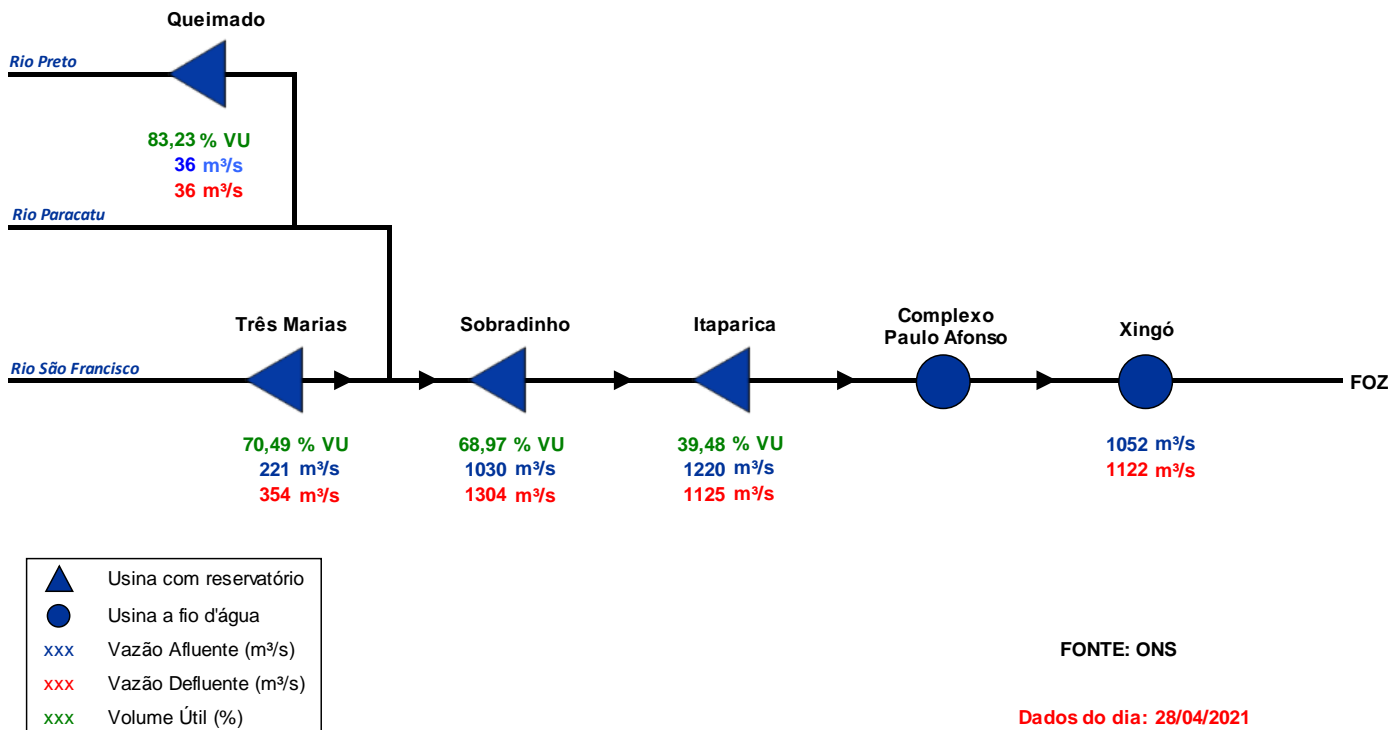 Queimado
Rio Preto
83,23 % VU
36 m³/s
36 m³/s
Rio Paracatu
Três Marias
Sobradinho
Itaparica
Complexo
Paulo Afonso
Xingó
Rio São Francisco
FOZ
70,49 % VU
221 m³/s
354 m³/s
68,97 % VU
1030 m³/s
1304 m³/s
39,48 % VU
1220 m³/s
1125 m³/s
1052 m³/s
1122 m³/s
Usina com reservatório
Usina a fio d'água
xxx Vazão Afluente (m³/s)
xxx Vazão Defluente (m³/s)
xxx Volume Útil (%)
FONTE: ONS
Dados do dia: 28/04/2021